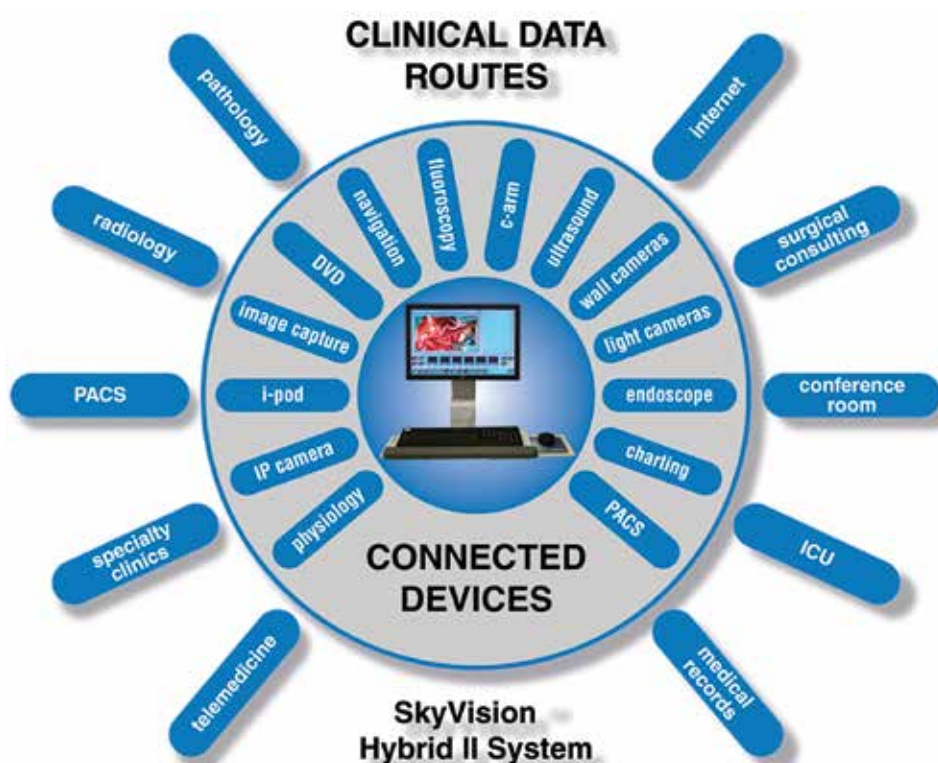 CLINICAL DATA
ROUTES
pathology
internet
radiology
surgical
consulting
PACS
conference
room
specialty
clinics
ICU
telemedicine
medical
records
physiology
IP camera
i-pod
image capture
DVD
navigation
fluoroscopy
c-arm
ultrasound
wall cameras
light cameras
endoscope
charting
PACS
CONNECTED
DEVICES
SkyVision
Hybrid II System